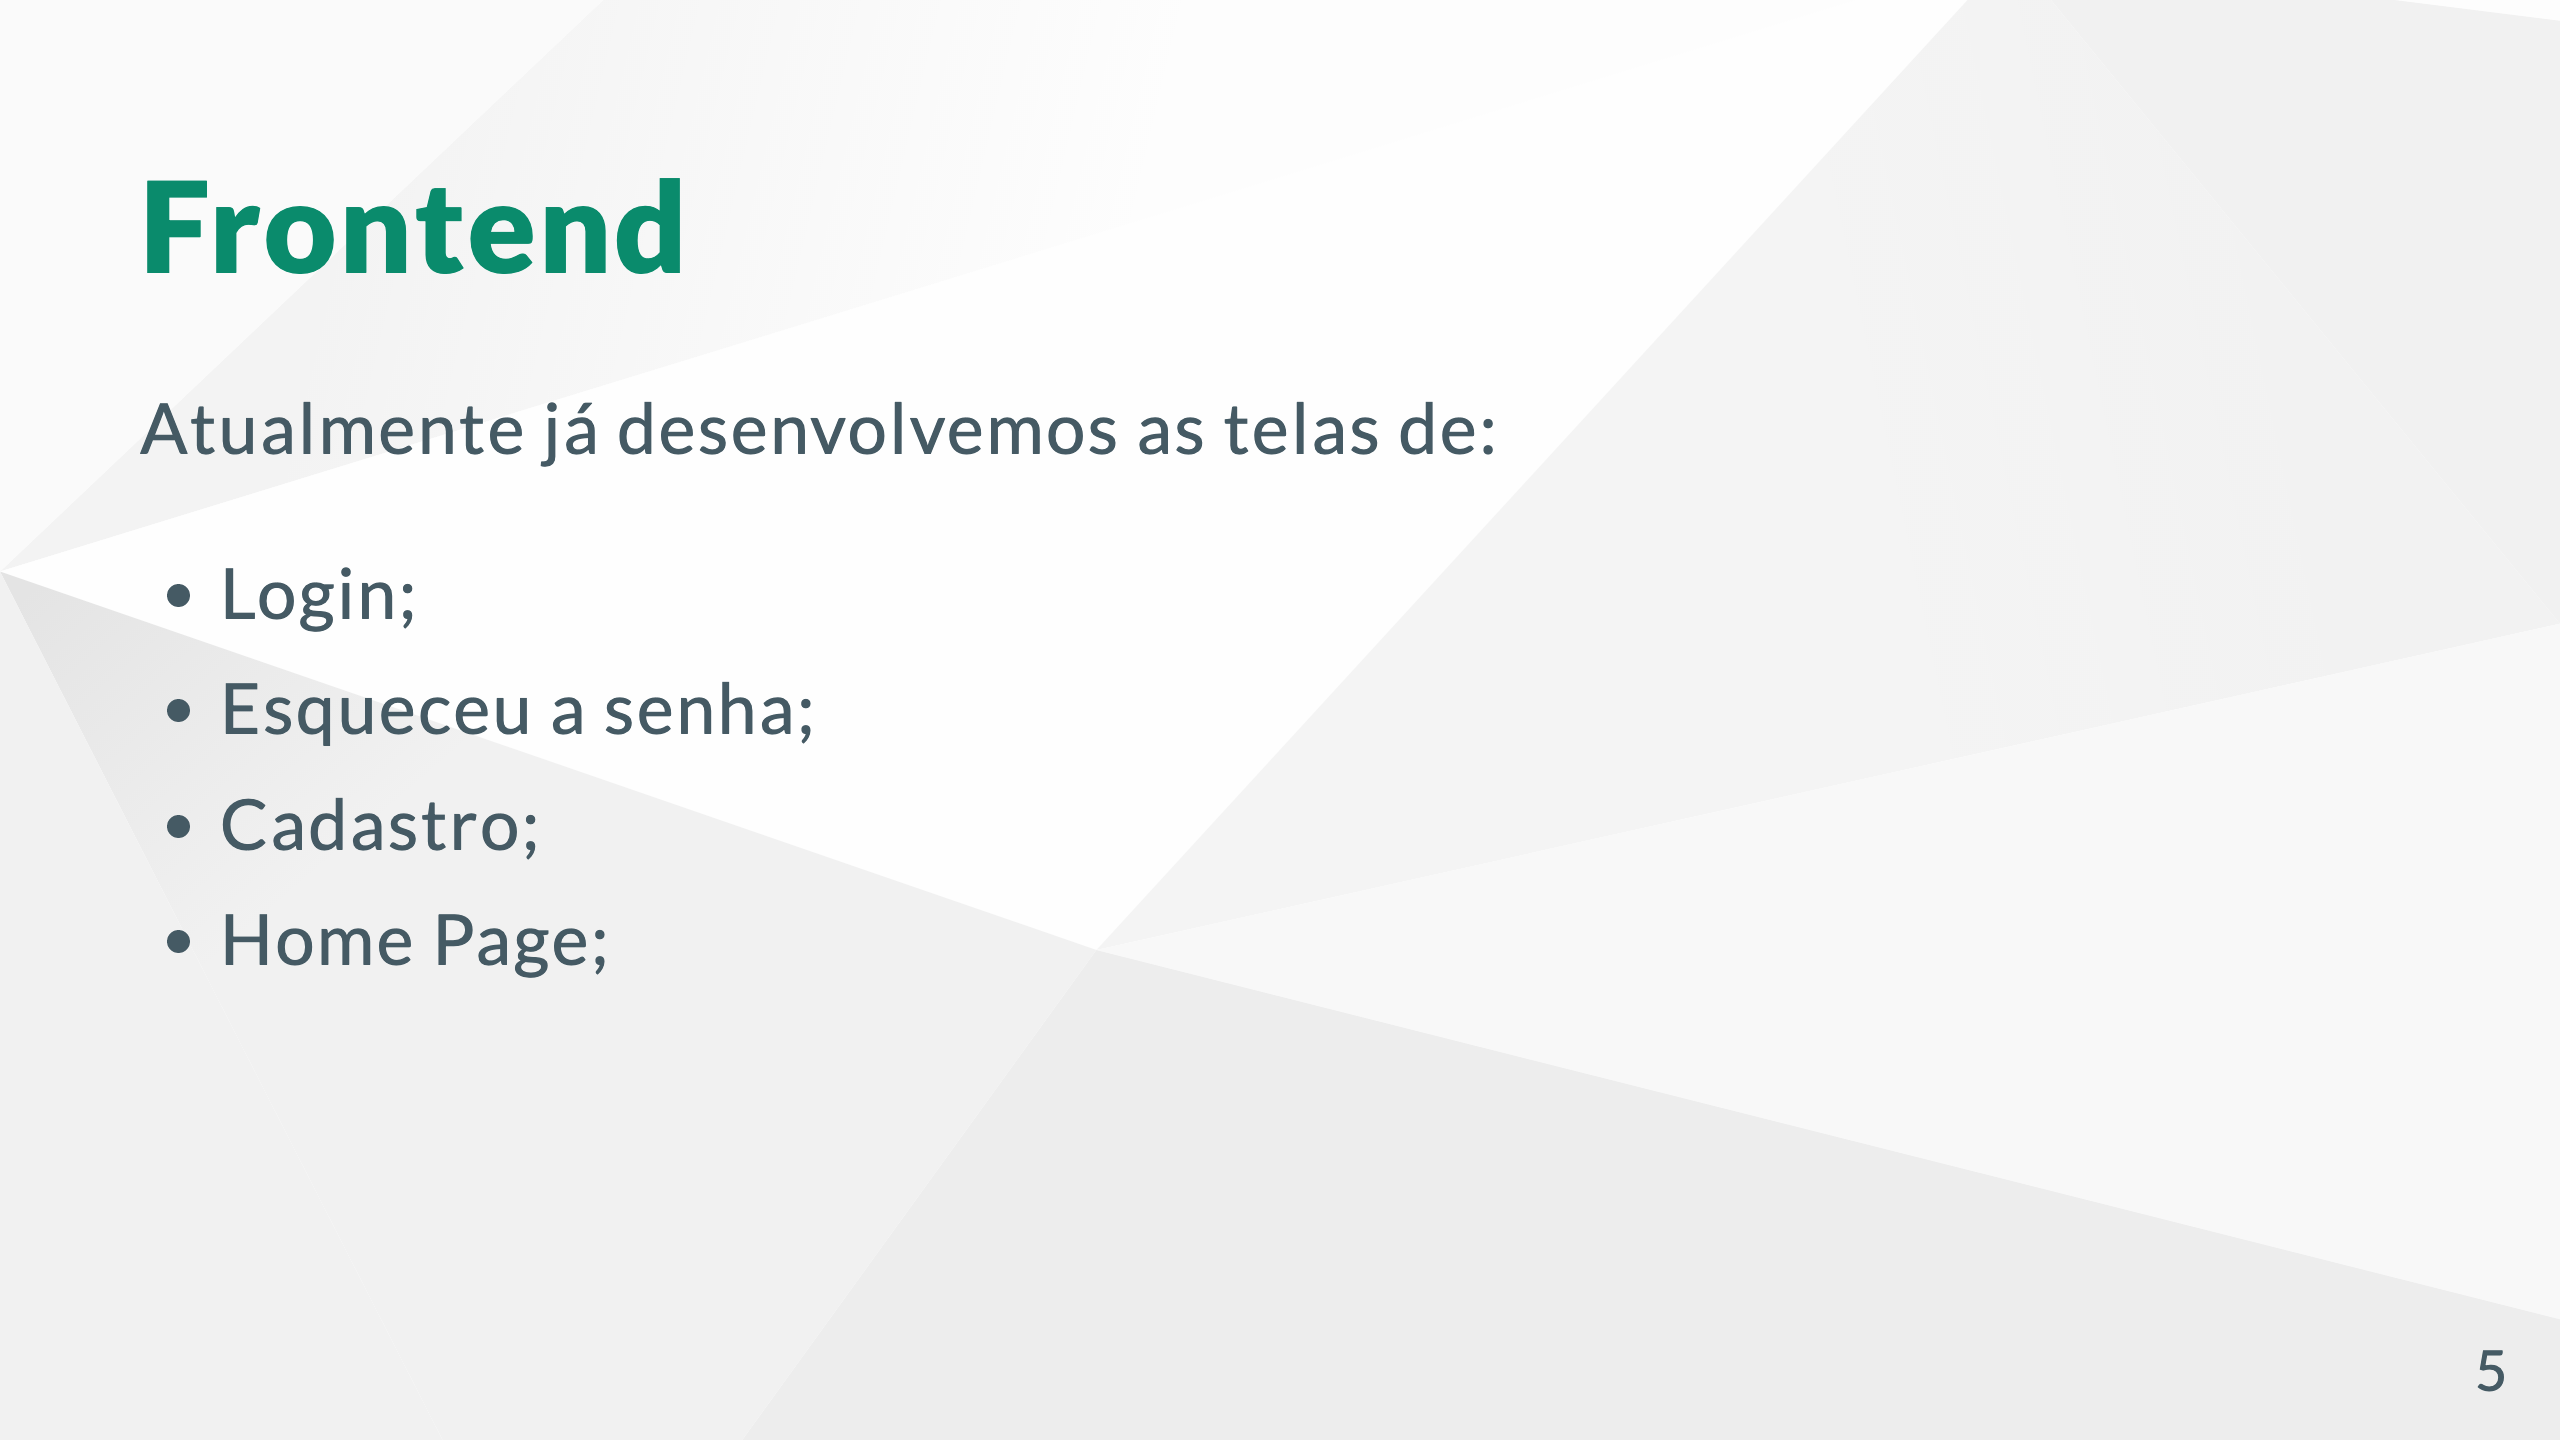 Frontend
Atualmente já desenvolvemos as telas de:
• Login;
• Esqueceu a senha;
• Cadastro;
• Home Page;
5